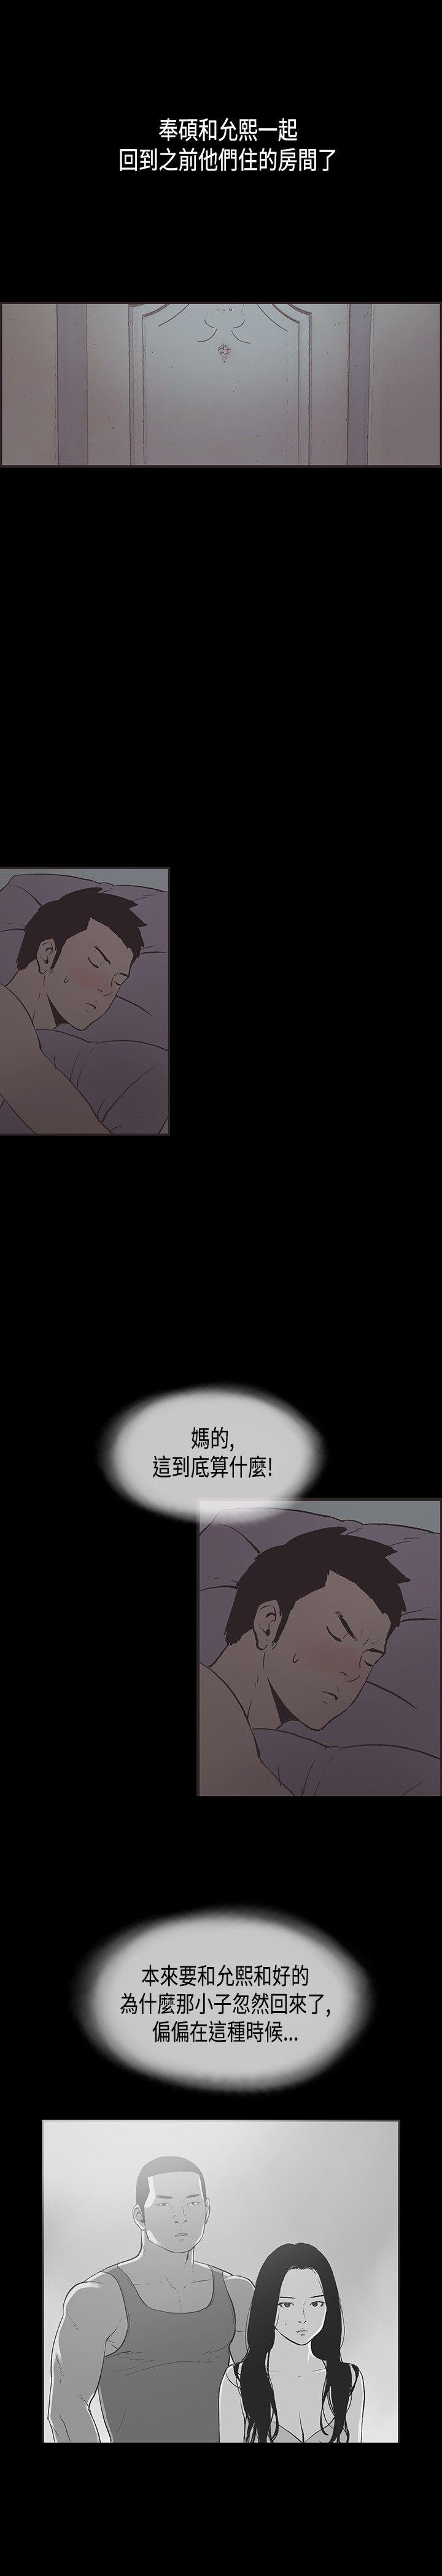 奉碩和允熙一起
回到之前他們住的房間了
媽的,
這到底算什麼!
本來要和允熙和好的
為什麼那小子忽然回來了,
偏偏在這種時候...